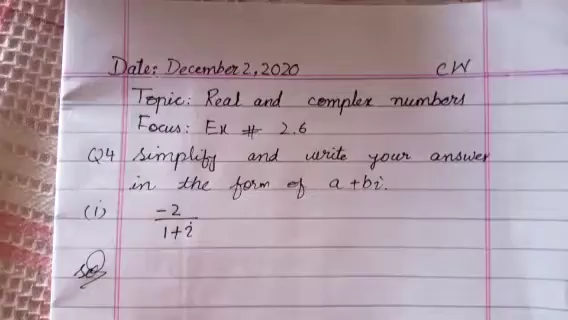 Date: December 2, 2020 CW
Topic: Real and complex numbers
Focus: Ex # 2.6
Q4 simplify and write your answer
in the form of a + bi.
(i) -2
1+i
Sol